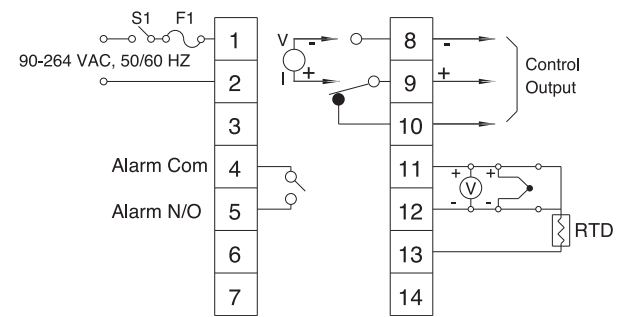 S1 F1
90-264 VAC, 50/60 HZ
1
2
3
Alarm Com 4
Alarm N/O 5
6
7
V - 8 -
I + 9 +
10
Control
Output
11 + +
V
12 - -
RTD
13
14